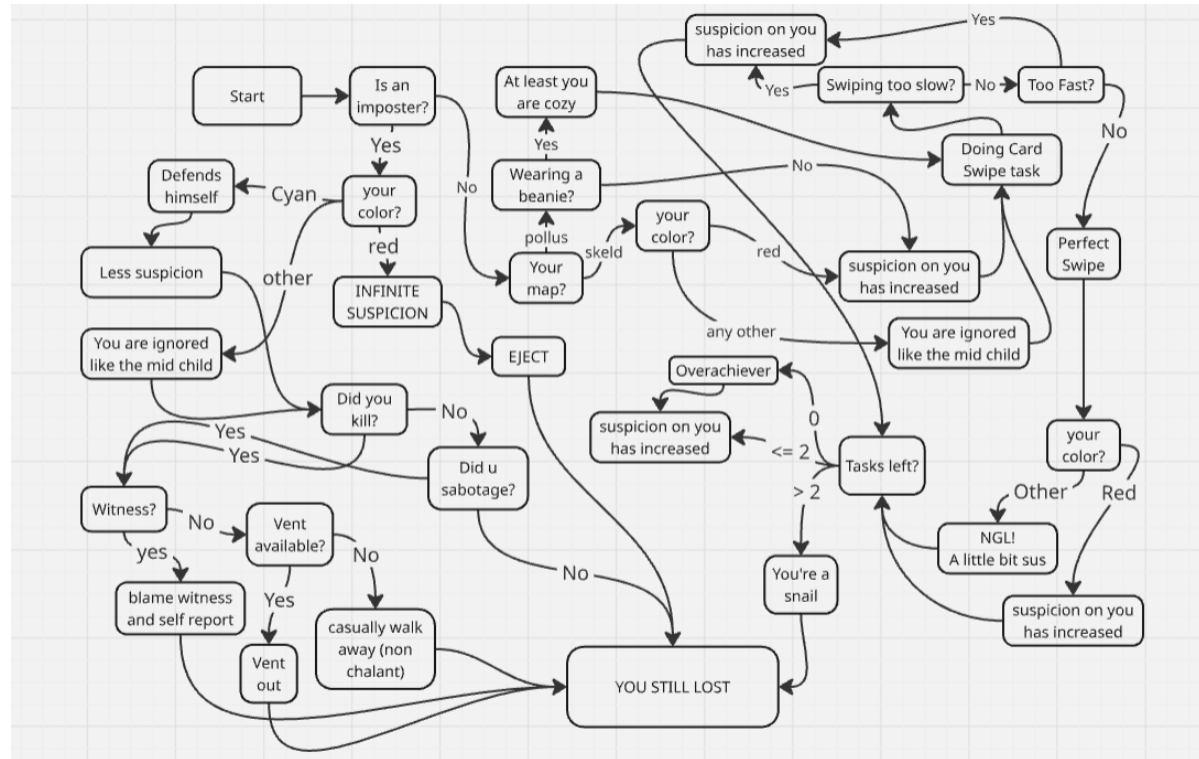 Start
Is an
imposter?
Yes
No
your
color?
Cyan
red
other
Defends
himself
Less suspicion
INFINITE
SUSPICION
You are ignored
like the mid child
EJECT
Did you
kill?
No
Yes
Yes
Did u
sabotage?
No
Witness?
No
yes
Vent
available?
No
Yes
blame witness
and self report
Vent
out
casually walk
away (non
chalant)
YOU STILL LOST
At least you
are cozy
Yes
Wearing a
beanie?
No
pollus
Your
map?
skeld
your
color?
red
any other
suspicion on you
has increased
You are ignored
like the mid child
Doing Card
Swipe task
Swiping too slow?
Yes
No
Too Fast?
Yes
suspicion on you
has increased
No
Perfect
Swipe
your
color?
Other
Red
NGL!
A little bit sus
suspicion on you
has increased
Tasks left?
0
<= 2
> 2
Overachiever
suspicion on you
has increased
You're a
snail